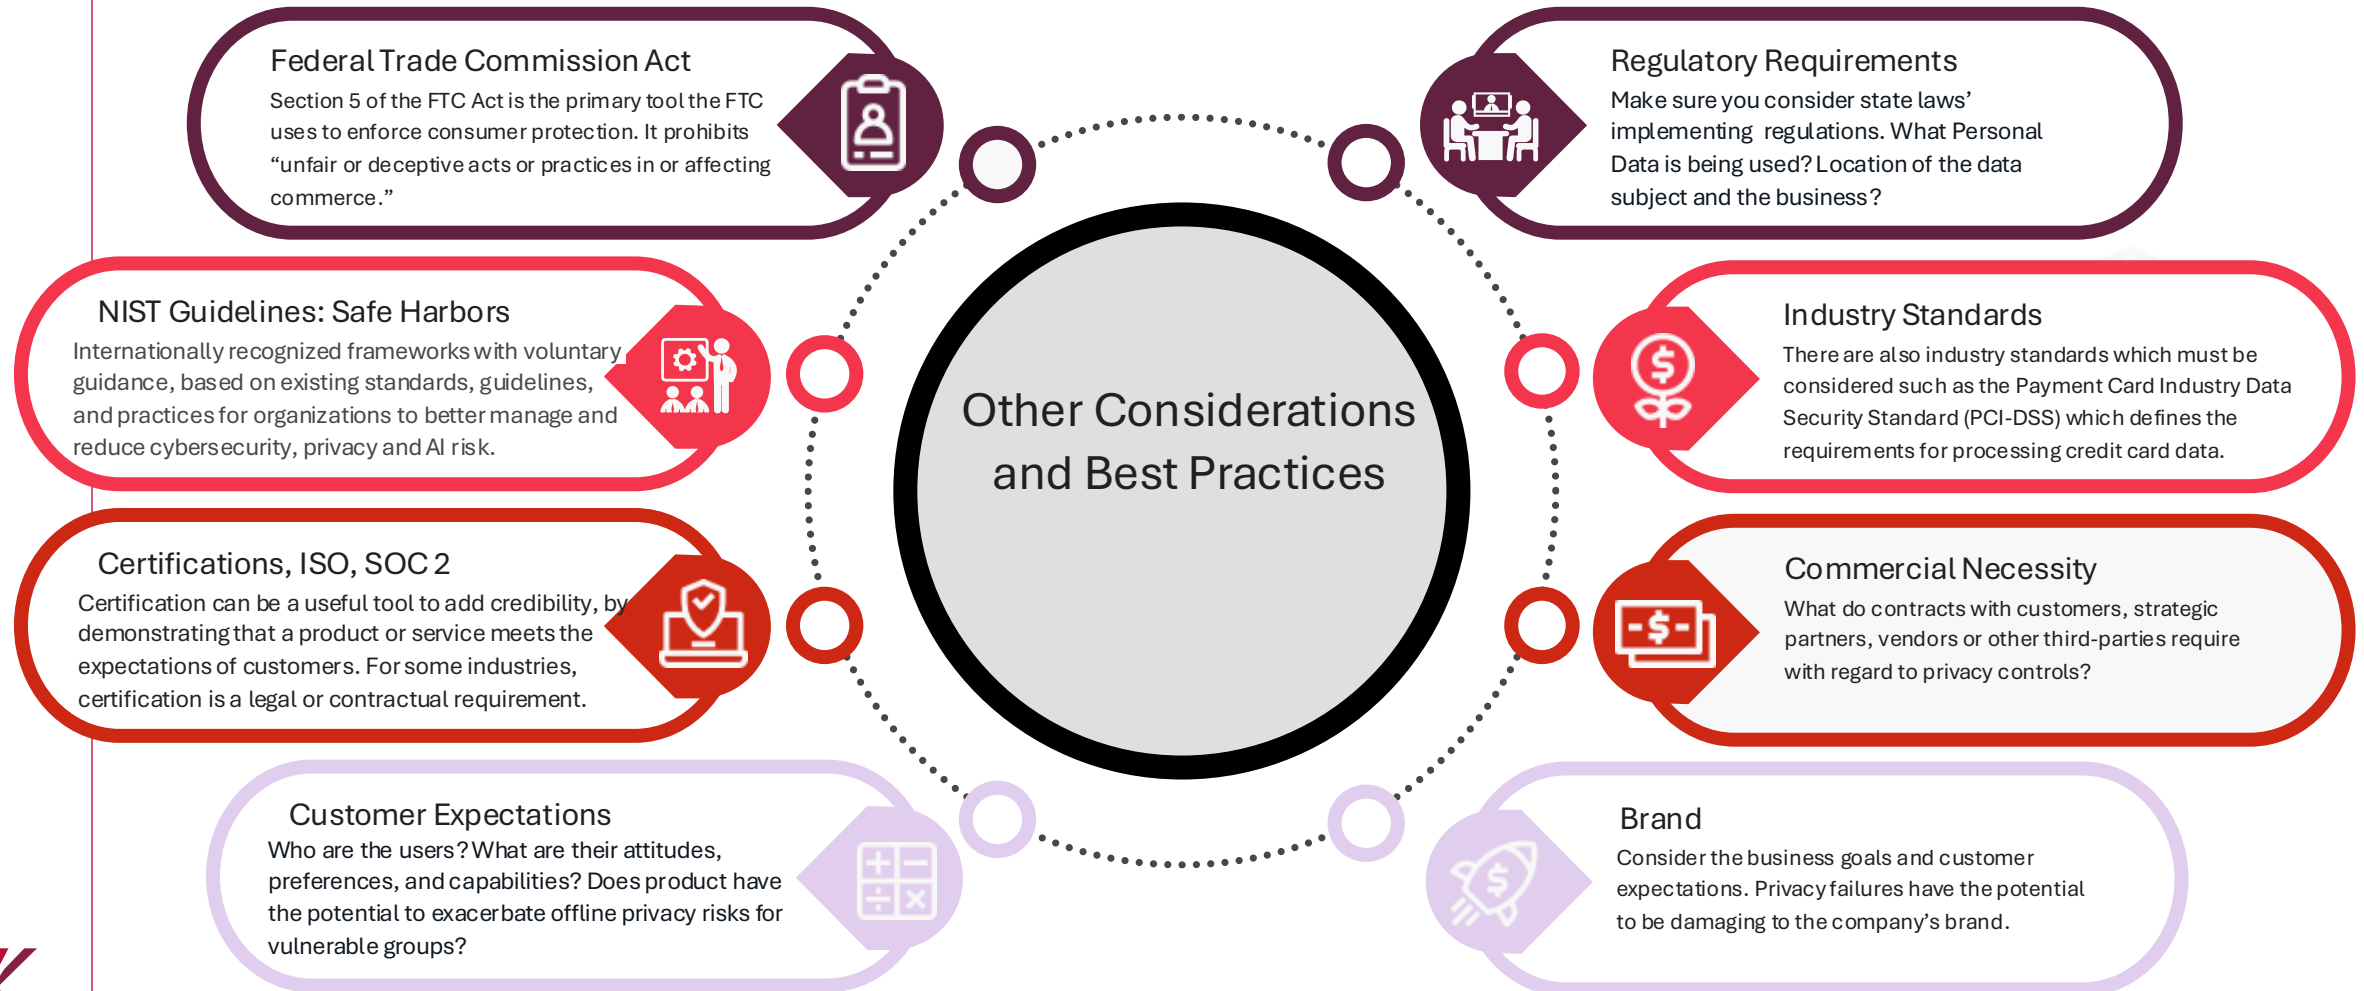 Federal Trade Commission Act
Section 5 of the FTC Act is the primary tool the FTC
uses to enforce consumer protection. It prohibits
“unfair or deceptive acts or practices in or affecting
commerce.”
NIST Guidelines: Safe Harbors
Internationally recognized frameworks with voluntary
guidance, based on existing standards, guidelines,
and practices for organizations to better manage and
reduce cybersecurity, privacy and AI risk.
Certifications, ISO, SOC 2
Certification can be a useful tool to add credibility, by
demonstrating that a product or service meets the
expectations of customers. For some industries,
certification is a legal or contractual requirement.
Customer Expectations
Who are the users? What are their attitudes,
preferences, and capabilities? Does product have
the potential to exacerbate offline privacy risks for
vulnerable groups?
Other Considerations
and Best Practices
Regulatory Requirements
Make sure you consider state laws’
implementing regulations. What Personal
Data is being used? Location of the data
subject and the business?
Industry Standards
There are also industry standards which must be
considered such as the Payment Card Industry Data
Security Standard (PCI-DSS) which defines the
requirements for processing credit card data.
Commercial Necessity
What do contracts with customers, strategic
partners, vendors or other third-parties require
with regard to privacy controls?
Brand
Consider the business goals and customer
expectations. Privacy failures have the potential
to be damaging to the company’s brand.